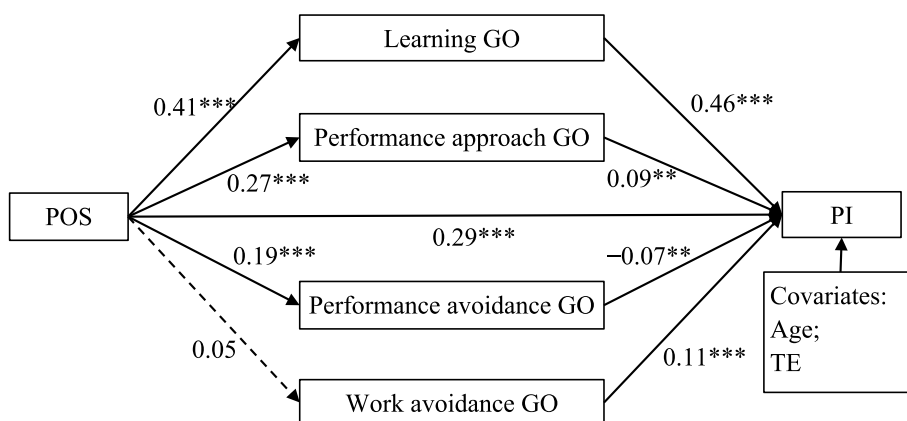 Learning GO
0.41***
0.46***
Performance approach GO
0.27***
0.09**
POS
PI
0.29***
0.19***
−0.07**
Performance avoidance GO
Covariates:
Age;
TE
0.05
0.11***
Work avoidance GO